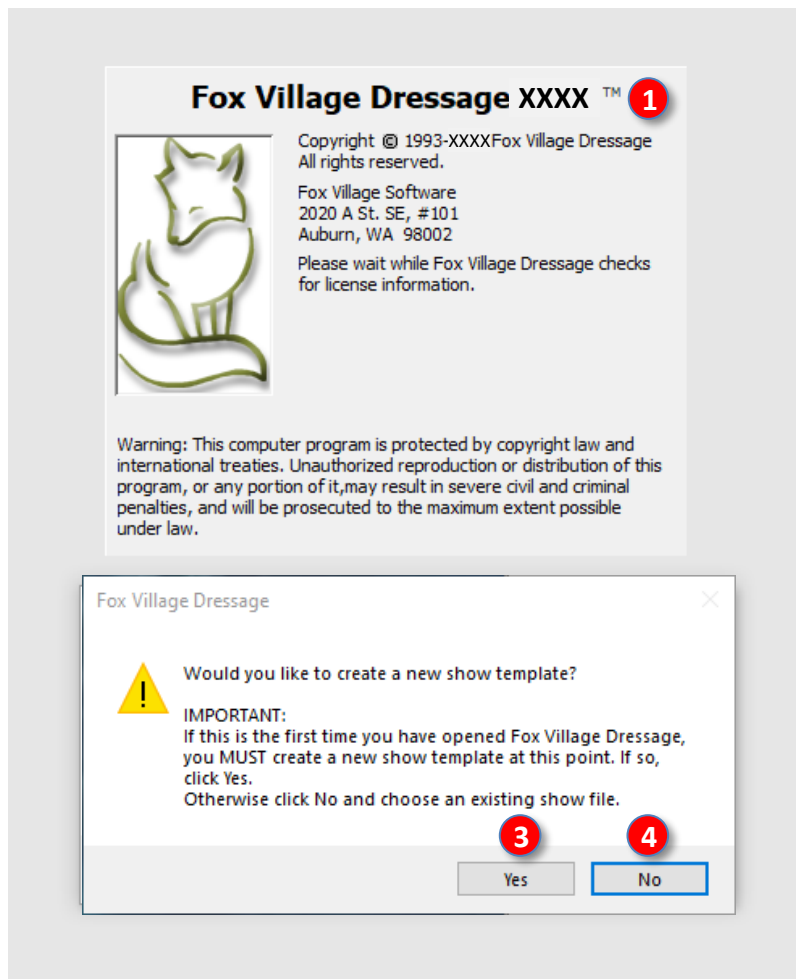 Fox Village Dressage XXXX ™ 1
Copyright © 1993-XXXXFox Village Dressage
All rights reserved.
Fox Village Software
2020 A St. SE, #101
Auburn, WA 98002
Please wait while Fox Village Dressage checks
for license information.
Warning: This computer program is protected by copyright law and
international treaties. Unauthorized reproduction or distribution of this
program, or any portion of it,may result in severe civil and criminal
penalties, and will be prosecuted to the maximum extent possible
under law.
Fox Village Dressage
Would you like to create a new show template?
IMPORTANT:
If this is the first time you have opened Fox Village Dressage,
you MUST create a new show template at this point. If so,
click Yes.
Otherwise click No and choose an existing show file.
3 4
Yes No